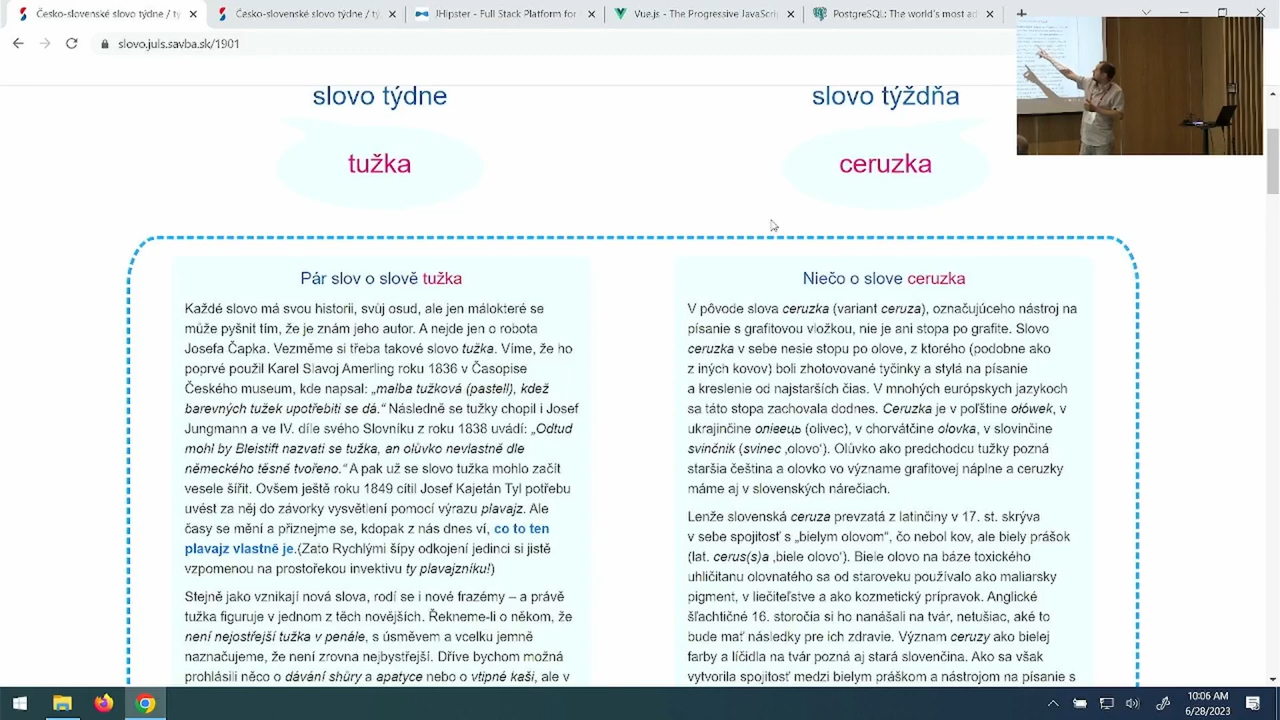 Česko-slovenské slovo týdne / tý
Česko-slovenské slovo týdne / tý
JHipster - Full Stack Platform for
Vue.js - The Progressive JavaScri
PostgreSQL: The world's most ad
slovo.juls.savba.sk/1901
slovo týdne
slovo týždňa
tužka
ceruzka
Pár slov o slově tužka
Každé slovo má svou historii, svůj osud, ale jen málokteré se
může pyšnit tím, že je znám jeho autor. A nejde jen o robota
Josefa Čapka. Vezměme si třeba takové slovo tužka. Víme, že ho
poprvé použil Karel Slavoj Amerling roku 1836 v Časopise
Českého museum, kde napsal: „malba tužková (pastell), kdež
barevných tužek upotřebiti se dá.“ Následně se tužky chopil i Josef
Jungmann a ve IV. díle svého Slovníku z roku 1838 uvádí: „Odtud
mohl by Bleistift nazvati se tužka, an olůvko nevlastně dle
německého těsně tvořeno.“ A pak už se slovo tužka mohlo začít
vesele šířit. Ovšem ještě roku 1849 cítil Josef Kajetán Tyl potřebu
uvést za něj do závorky vysvětlení pomocí výrazu plavajz. Ale
časy se mění a přiznejme se, kdopak z nás dnes ví, co to ten
plavajz vlastně je.(Zato Rychlými šípy odkojení jedinci si jistě
vzpomenou na prostořekou invektivu ty plavajzníku!)
Stejně jako vznikají nová slova, rodí se i nové frazémy – a právě
tužka figuruje v jednom z těch novějších. Řekneme-li o někom, že
není nejostřejší tužka v penále, s úsměvem a vcelku jemně
naznačujeme, že není zrovna nejbystřejší. Dříve bychom možná
prohlásili něco o dávání shůry a apatyce nebo o vtipné kaši, ale v
Niečo o slove ceruzka
V pôvode slova ceruzka (variant ceruza), označujúceho nástroj na
písanie s grafitovou vložkou, nie je ani stopa po grafite. Slovo
ceruzka v sebe nesie stopu po olove, z ktorého (podobne ako
z iných kovov) boli zhotovované tyčinky a stylá na písanie
a kreslenie od najstarších čias. V mnohých európskych jazykoch
sa táto stopa zachovala dodnes. Ceruzka je v poľštine ołówek, v
ukrajinčine олівець (olivec), v chorvátčine olovka, v slovinčine
svinčnik (svinec ‚olovo‘). Olůvko ako predchodcu tužky pozná
staršia čeština a olovko vo význame grafitovej náplne a ceruzky
máme aj v slovenských nárečiach.
Lenže slovenská ceruza prevzatá z latinčiny v 17. st. skrýva
v sebe spojitosť s „bielym olovom“, čo nebol kov, ale biely prášok
(lat. cerus(s)a ‚biele olovo‘). Biele olovo na báze toxického
uhličitanu olovnatého sa od staroveku používalo ako maliarsky
pigment, v liečiteľstve a ako kozmetický prípravok. Anglické
šľachtičné 16. storočia si ho nanášali na tvár, netušiac, aké to
bude mať následky pre ich zdravie. Význam ceruzy ako bielej
farby a líčidla na tvár pozná aj stará slovenčina. Ako sa však
vytvorila spojitosť medzi bielym práškom a nástrojom na písanie s
10:06 AM
6/28/2023